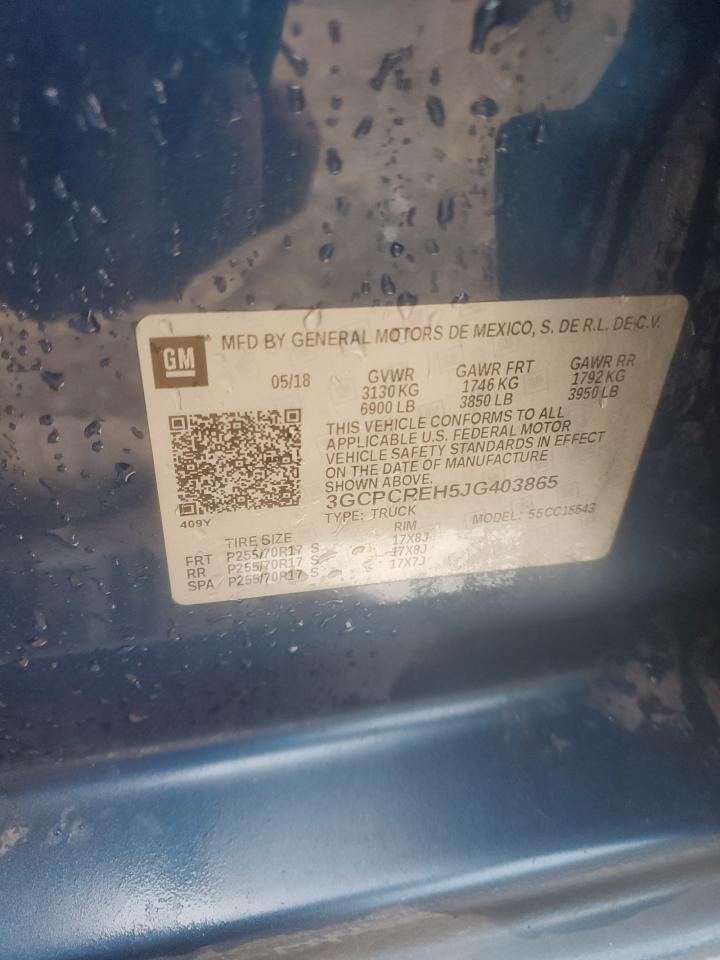 GM
MFD BY GENERAL MOTORS DE MEXICO, S. DE R.L. DE C.V.
05/18
GVWR
3130 KG
6900 LB
GAWR FRT
1746 KG
3850 LB
GAWR RR
1792 KG
3950 LB
THIS VEHICLE CONFORMS TO ALL
APPLICABLE U.S. FEDERAL MOTOR
VEHICLE SAFETY STANDARDS IN EFFECT
ON THE DATE OF MANUFACTURE
SHOWN ABOVE.
3GCPCREH5JG403865
TYPE: TRUCK
MODEL: 55CC15543
409Y
TIRE SIZE RIM
FRT P255/70R17 S 17X8J
RR P255/70R17 S 17X8J
SPA P255/70R17 S 17X7J